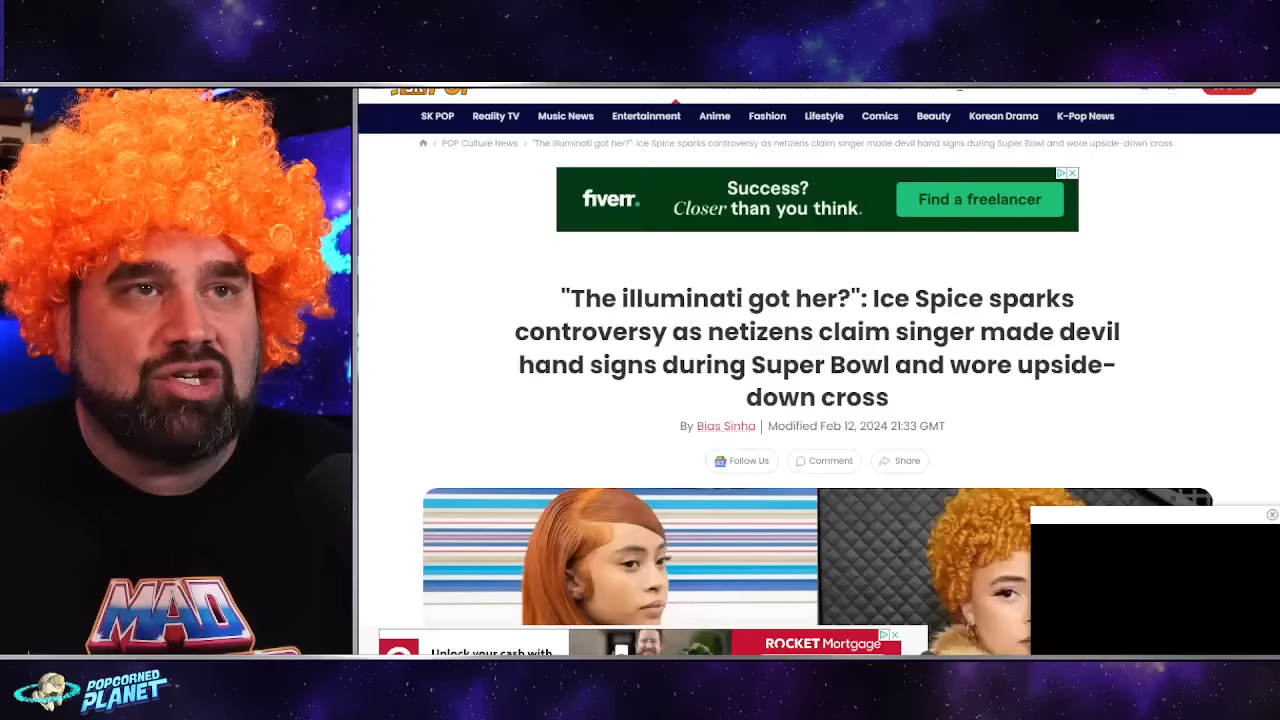 SK POP
Reality TV
Music News
Entertainment
Anime
Fashion
Lifestyle
Comics
Beauty
Korean Drama
K-Pop News
POP Culture News > "The illuminati got her?": Ice Spice sparks controversy as netizens claim singer made devil hand signs during Super Bowl and wore upside-down cross
fiverr.
Success?
Closer than you think.
Find a freelancer
"The illuminati got her?": Ice Spice sparks
controversy as netizens claim singer made devil
hand signs during Super Bowl and wore upside-
down cross
By Bias Sinha | Modified Feb 12, 2024 21:33 GMT
Follow Us
Comment
Share
MAD
Unlock your cash with
ROCKET Mortgage
POPCORNED
PLANET